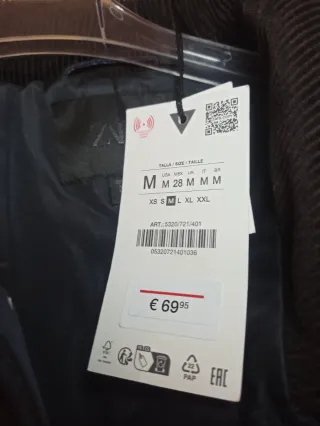 TALLA / SIZE / TAILLE
USA MEX UK IT BR
M M 28 M M M
XS S M L XL XXL
ART.: 5320/721/401
05320721401036
€ 69.95
FSC
22
PAP
EAC